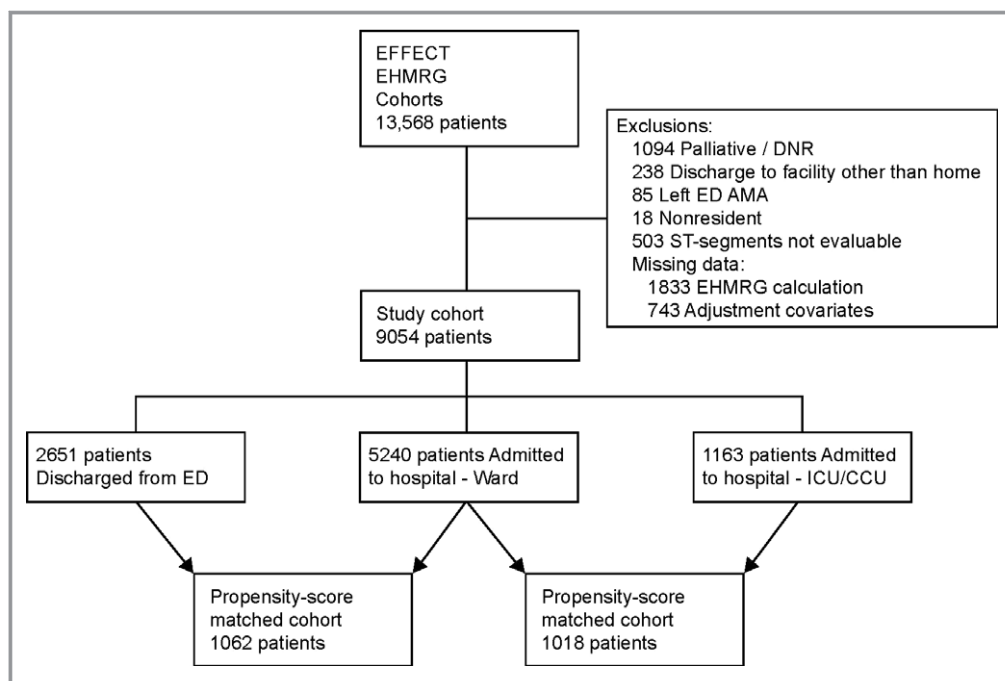 EFFECT
EHMRG
Cohorts
13,568 patients
Exclusions:
1094 Palliative / DNR
238 Discharge to facility other than home
85 Left ED AMA
18 Nonresident
503 ST-segments not evaluable
Missing data:
1833 EHMRG calculation
743 Adjustment covariates
Study cohort
9054 patients
2651 patients
Discharged from ED
5240 patients Admitted
to hospital - Ward
1163 patients Admitted
to hospital - ICU/CCU
Propensity-score
matched cohort
1062 patients
Propensity-score
matched cohort
1018 patients